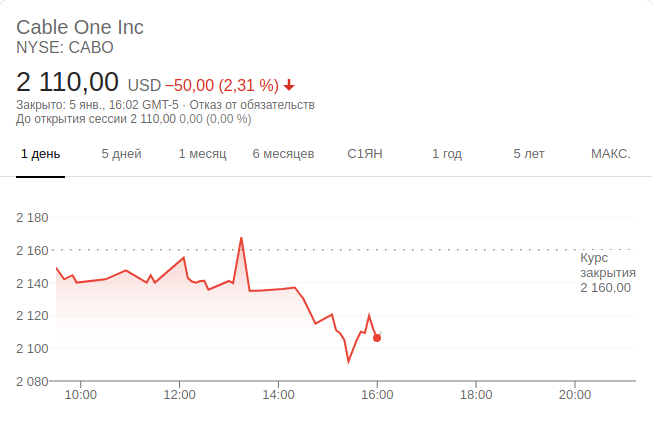 Cable One Inc
NYSE: CABO
2 110,00 USD −50,00 (2,31 %)
Закрыто: 5 янв., 16:02 GMT-5 · Отказ от обязательств
До открытия сессии 2 110,00 0,00 (0,00 %)
1 день 5 дней 1 месяц 6 месяцев С1ЯН 1 год 5 лет МАКС.
2 180
2 160
Курс
закрытия
2 160,00
2 140
2 120
2 100
2 080
10:00 12:00 14:00 16:00 18:00 20:00